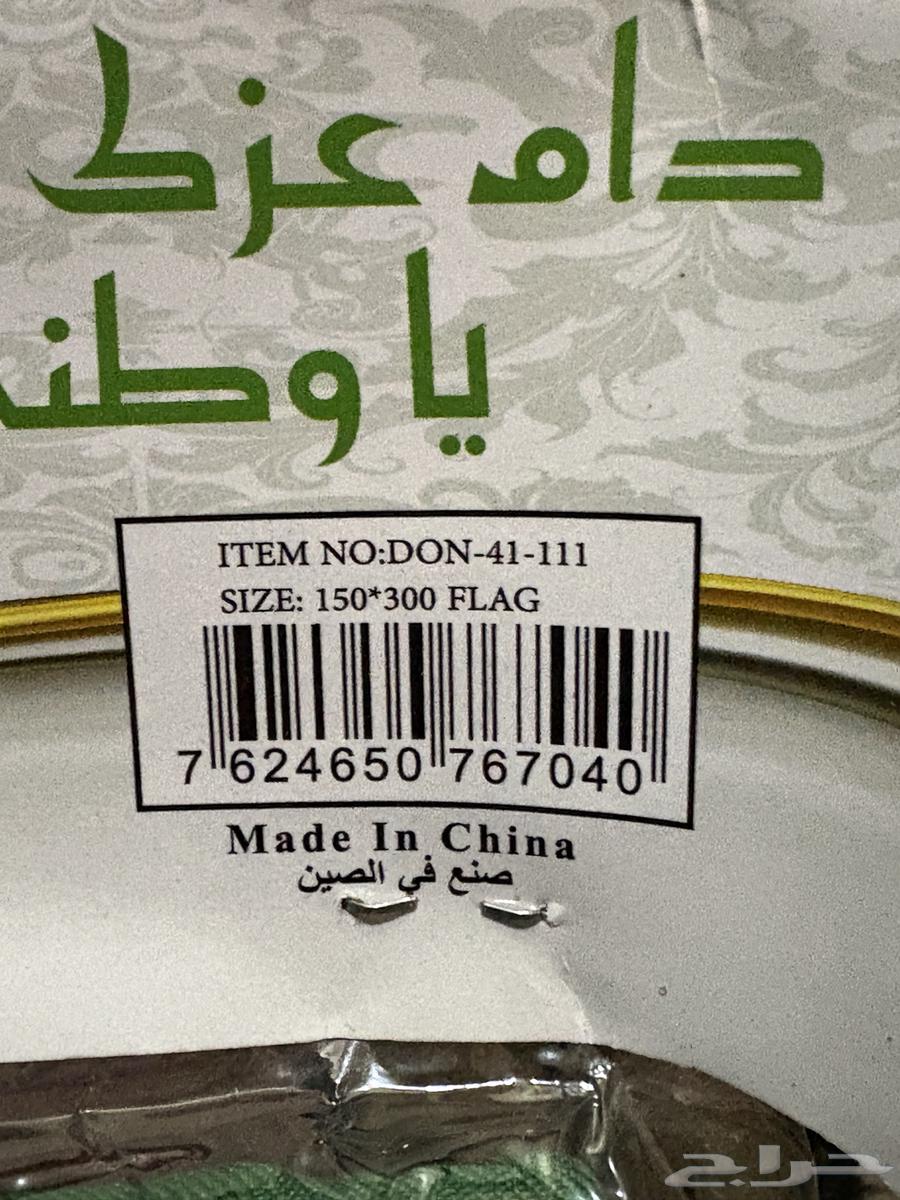 دام عزك
يا وطني
ITEM NO:DON-41-111
SIZE: 150*300 FLAG
7 624650 767040
Made In China
صنع في الصين
حراج